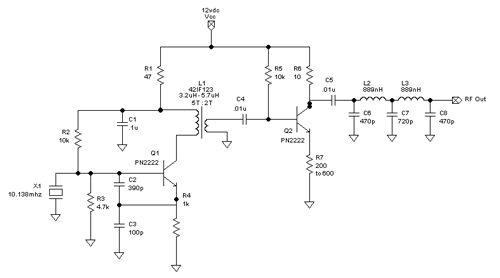 12vdc
Vcc
R1
47
L1
42IF123
3.2uH-5.7uH
5T : 2T
R5
10k
R6
10
C5
.01u
L2
889nH
L3
889nH
RF Out
C4
.01u
C1
.1u
R2
10k
Q1
PN2222
Q2
PN2222
C6
470p
C7
720p
C8
470p
R7
200
to 600
X1
10.138mhz
R3
4.7k
C2
390p
R4
1k
C3
100p